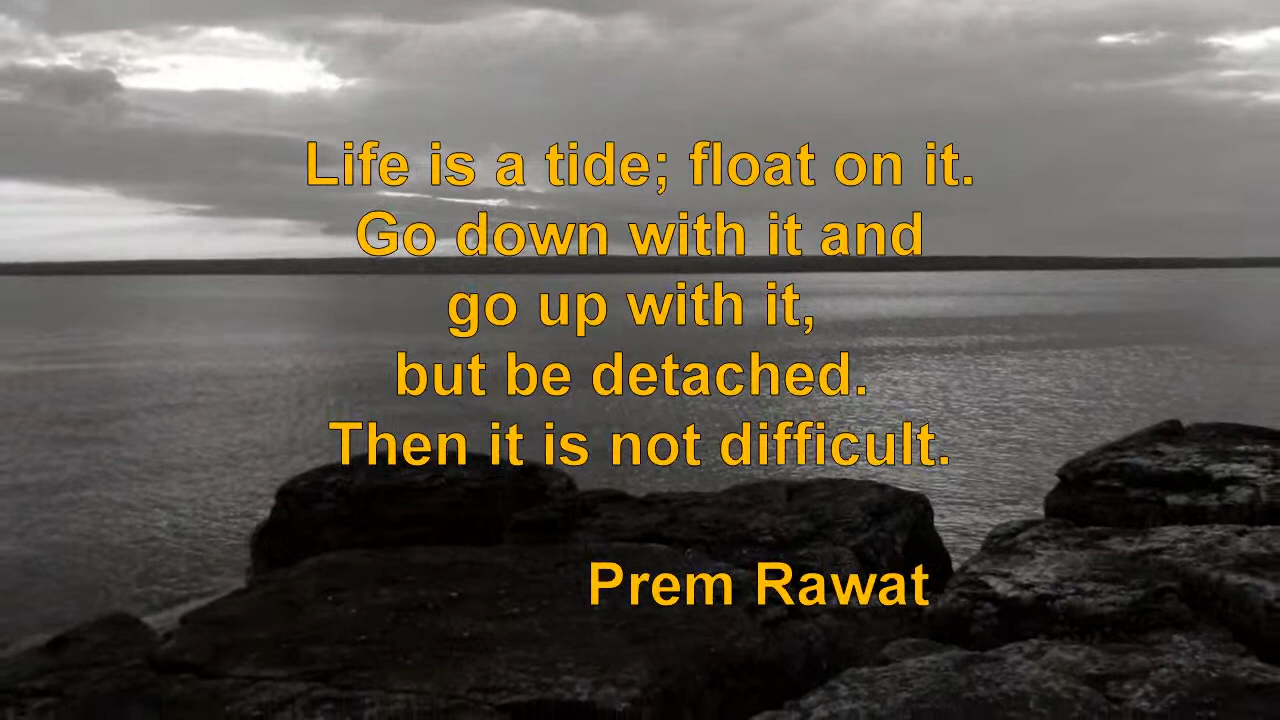 Life is a tide; float on it.
Go down with it and
go up with it,
but be detached.
Then it is not difficult.
Prem Rawat